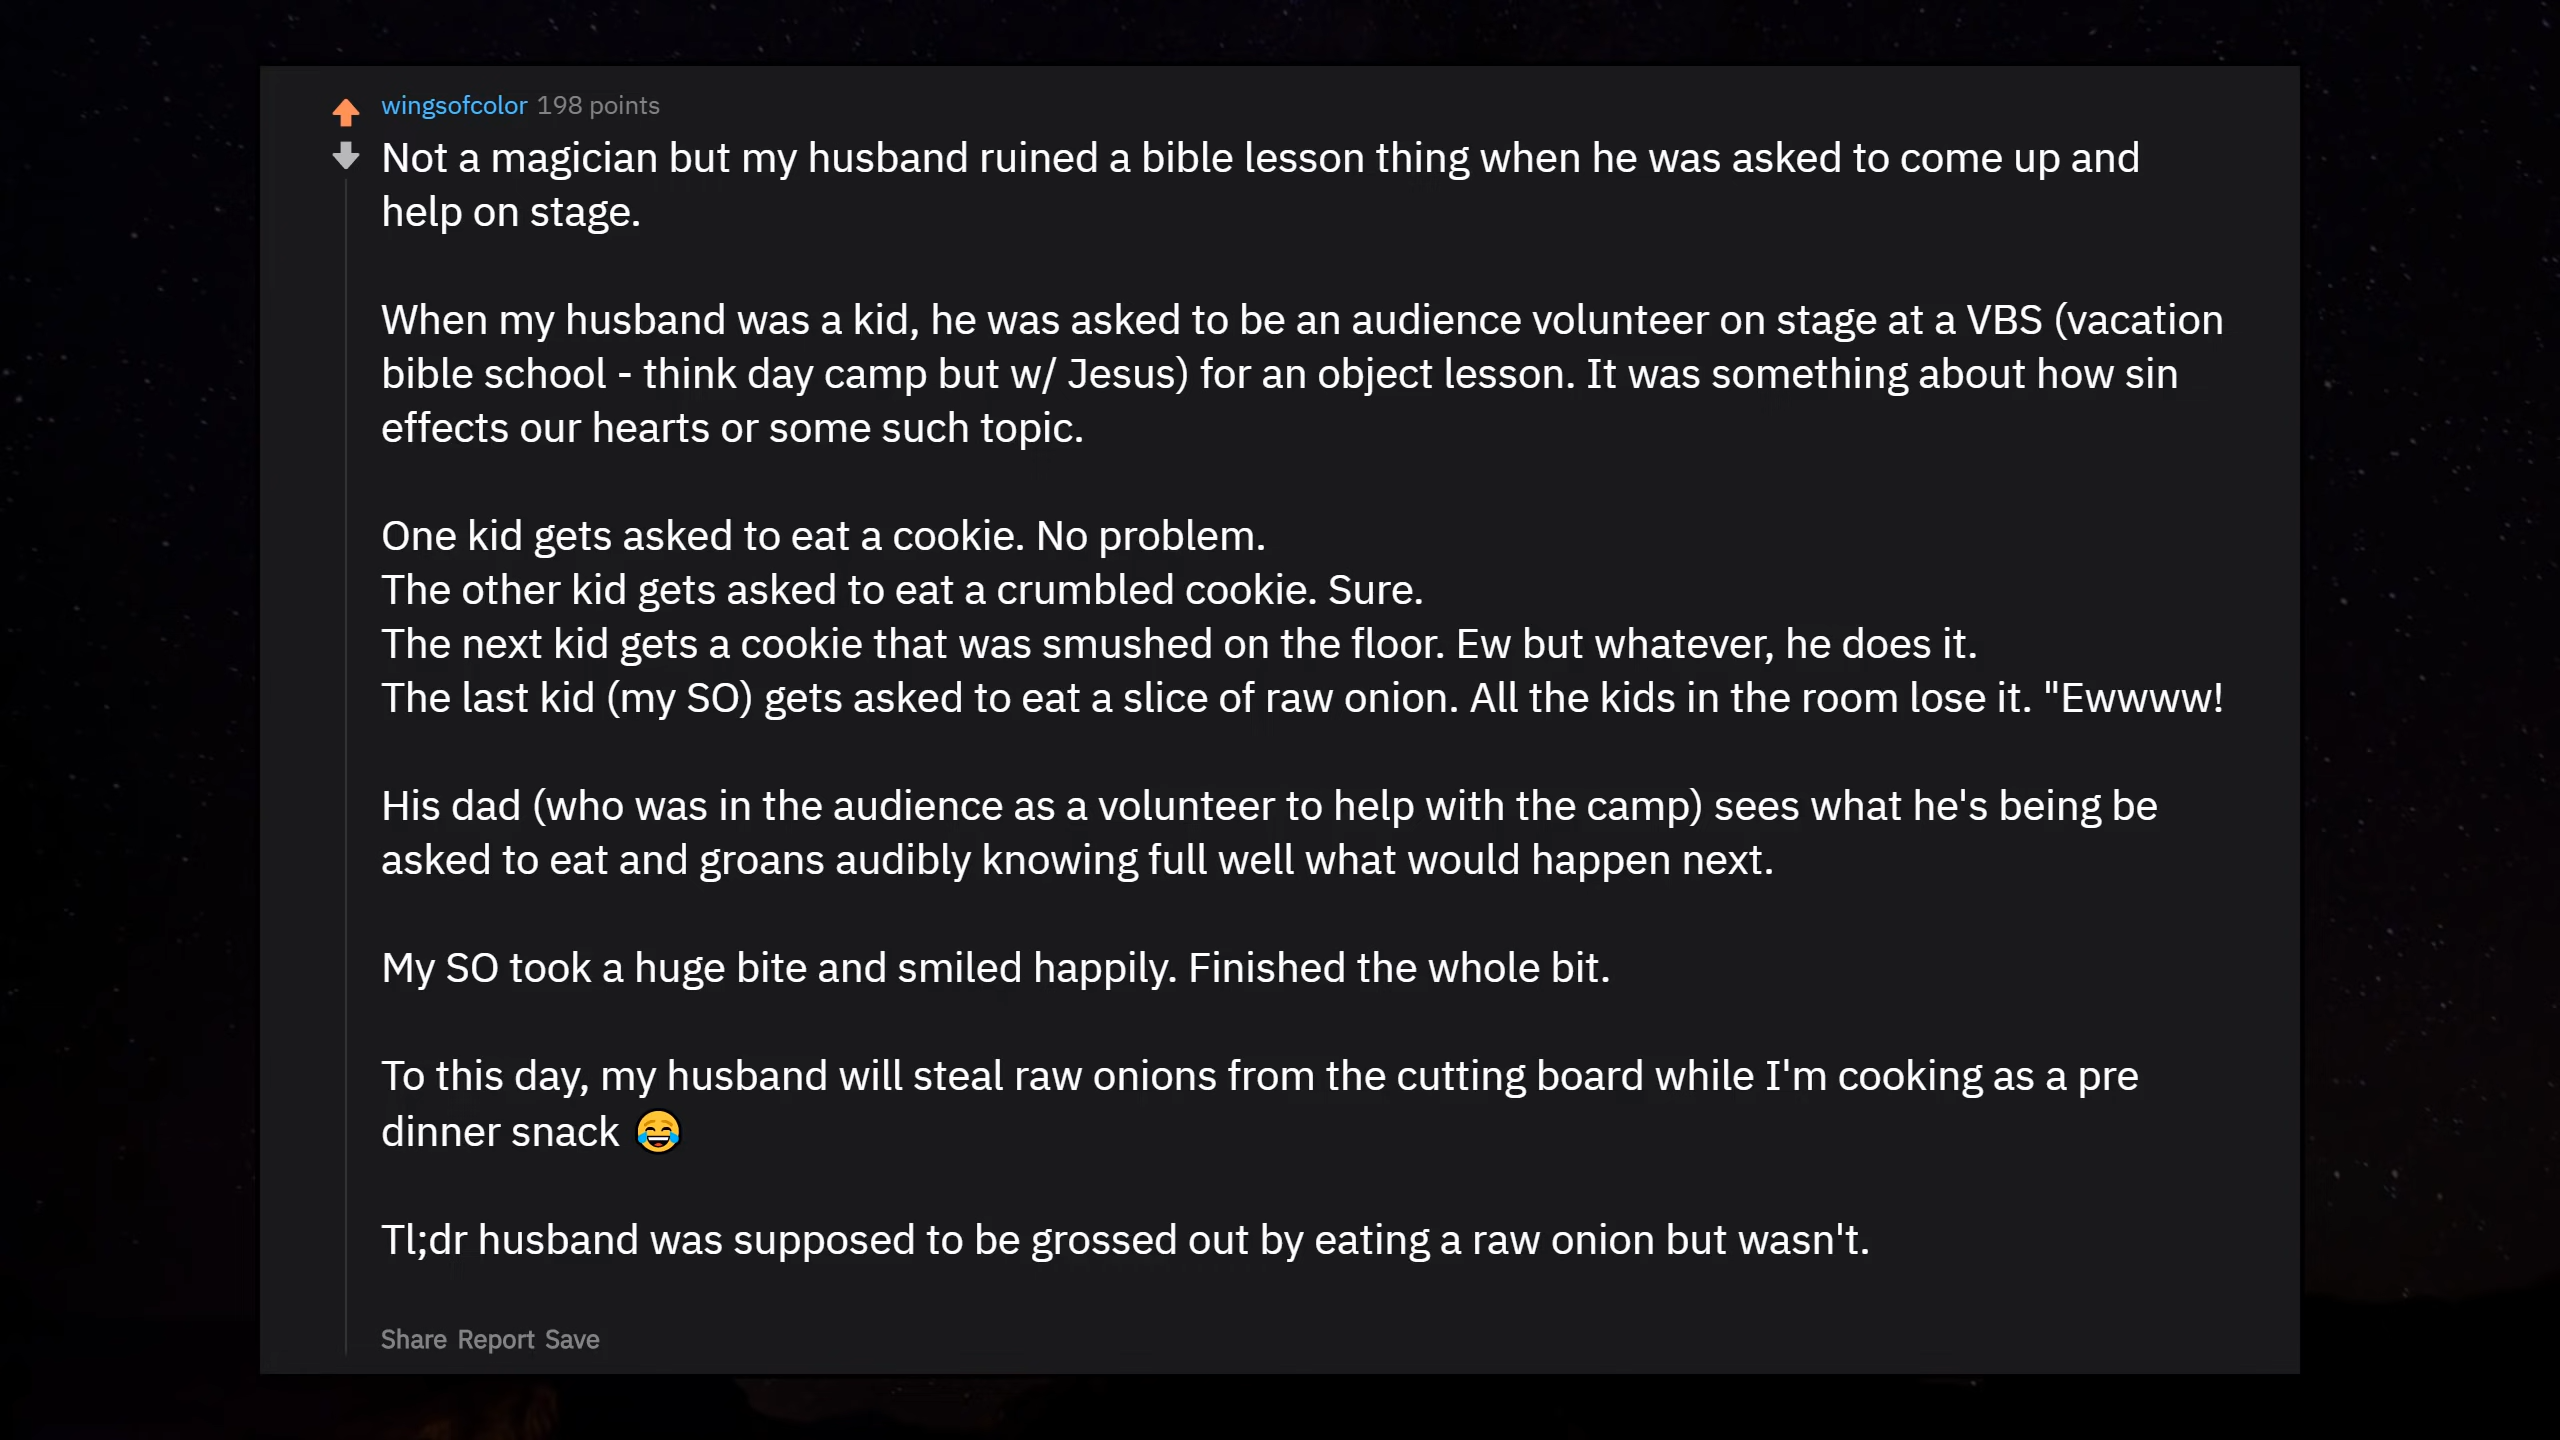 wingsofcolor 198 points
Not a magician but my husband ruined a bible lesson thing when he was asked to come up and
help on stage.
When my husband was a kid, he was asked to be an audience volunteer on stage at a VBS (vacation
bible school - think day camp but w/ Jesus) for an object lesson. It was something about how sin
effects our hearts or some such topic.
One kid gets asked to eat a cookie. No problem.
The other kid gets asked to eat a crumbled cookie. Sure.
The next kid gets a cookie that was smushed on the floor. Ew but whatever, he does it.
The last kid (my SO) gets asked to eat a slice of raw onion. All the kids in the room lose it. "Ewwww!
His dad (who was in the audience as a volunteer to help with the camp) sees what he's being be
asked to eat and groans audibly knowing full well what would happen next.
My SO took a huge bite and smiled happily. Finished the whole bit.
To this day, my husband will steal raw onions from the cutting board while I'm cooking as a pre
dinner snack 😂
Tl;dr husband was supposed to be grossed out by eating a raw onion but wasn't.
Share Report Save